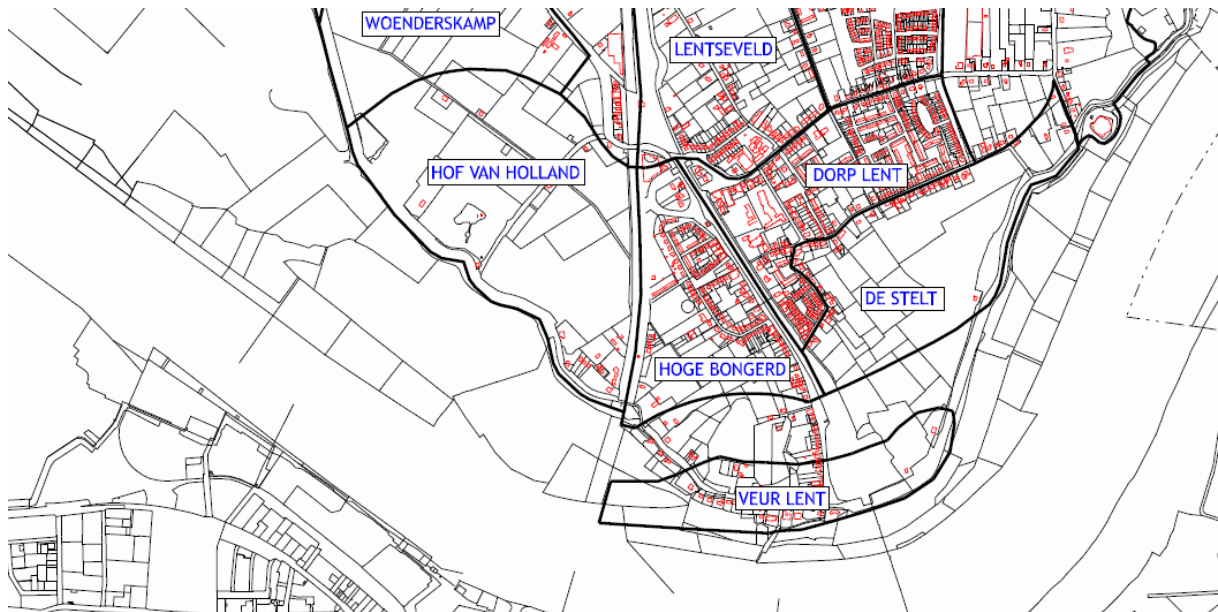 WOENDERSKAMP
LENTSEVELD
HOF VAN HOLLAND
DORP LENT
DE STELT
HOGE BONGERD
VEUR LENT